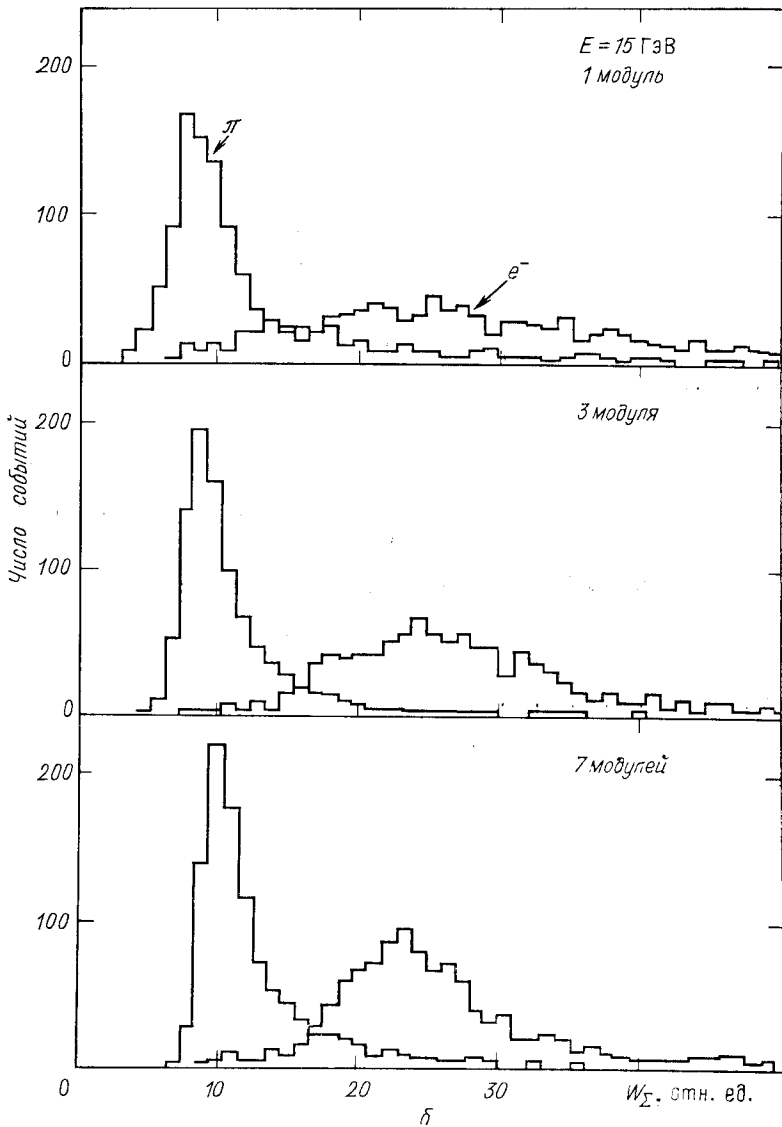 E = 15 ГэВ
1 модуль
200
π
100
e⁻
0
3 модуля
200
Число событий
100
0
7 модулей
200
100
0 10 20 30 W_Σ, отн. ед.
б